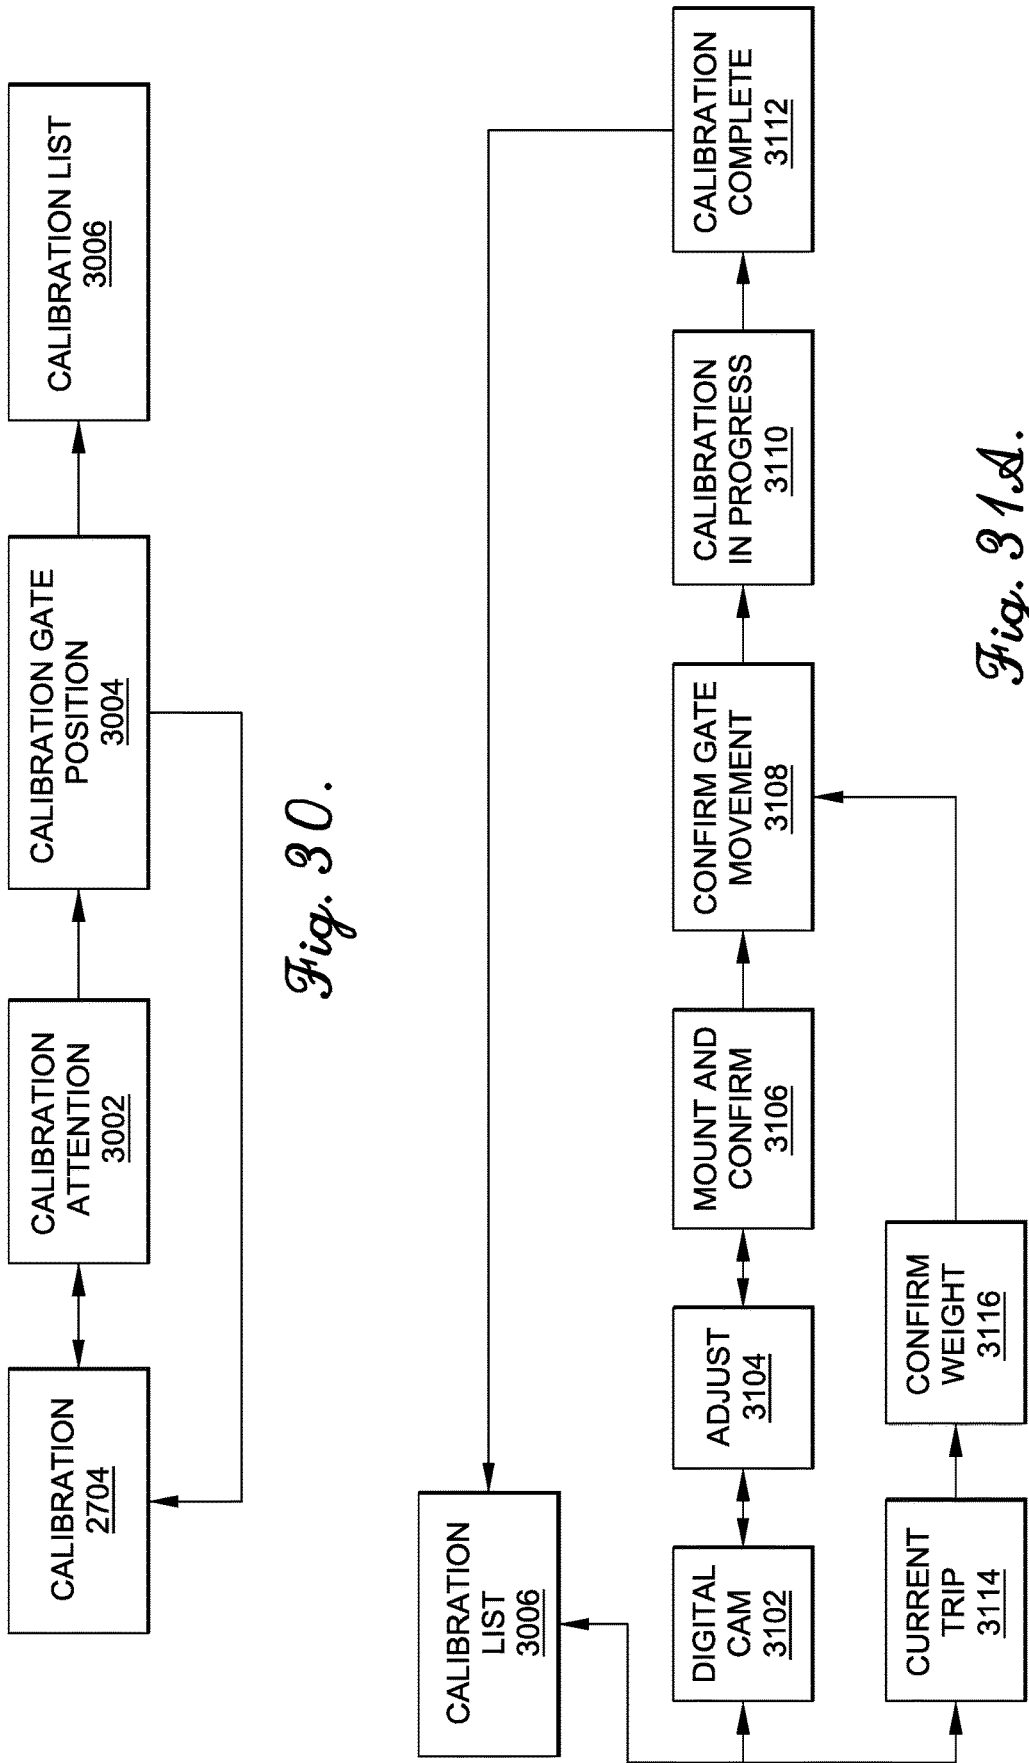 CALIBRATION
2704
CALIBRATION
ATTENTION
3002
CALIBRATION GATE
POSITION
3004
CALIBRATION LIST
3006
Fig. 30.
CALIBRATION
LIST
3006
DIGITAL
CAM
3102
ADJUST
3104
MOUNT AND
CONFIRM
3106
CONFIRM GATE
MOVEMENT
3108
CALIBRATION
IN PROGRESS
3110
CALIBRATION
COMPLETE
3112
CURRENT
TRIP
3114
CONFIRM
WEIGHT
3116
Fig. 31A.